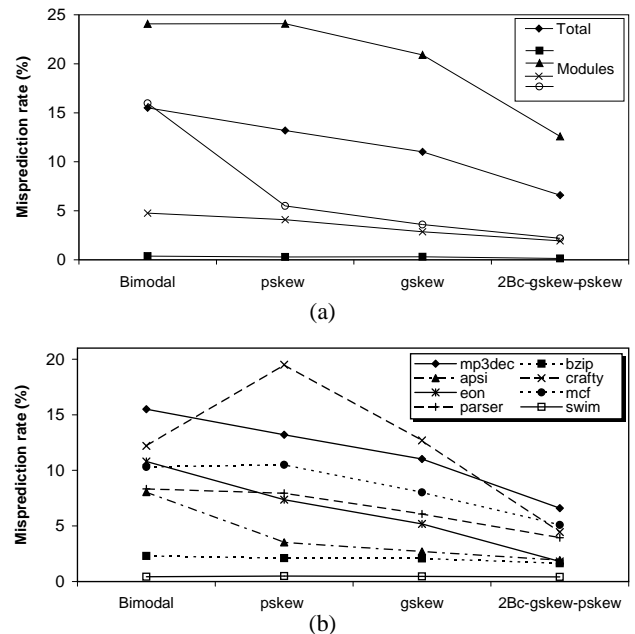 Misprediction rate (%)
25
20
15
10
5
0
Total
Modules
Bimodal pskew gskew 2Bc-gskew-pskew
(a)
Misprediction rate (%)
20
15
10
5
0
mp3dec bzip
apsi crafty
eon mcf
parser swim
Bimodal pskew gskew 2Bc-gskew-pskew
(b)